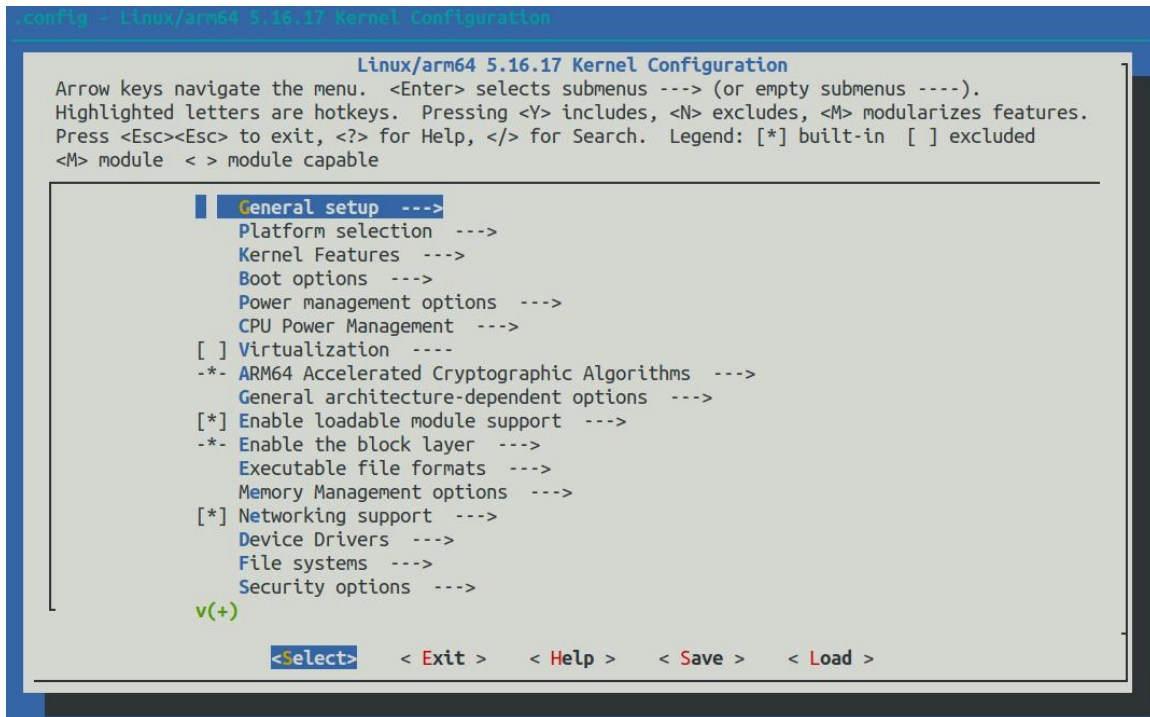 .config - Linux/arm64 5.16.17 Kernel Configuration
Linux/arm64 5.16.17 Kernel Configuration
Arrow keys navigate the menu.  <Enter> selects submenus ---> (or empty submenus ----).
Highlighted letters are hotkeys.  Pressing <Y> includes, <N> excludes, <M> modularizes features.
Press <Esc><Esc> to exit, <?> for Help, </> for Search.  Legend: [*] built-in  [ ] excluded
<M> module  < > module capable
General setup  --->
Platform selection  --->
Kernel Features  --->
Boot options  --->
Power management options  --->
CPU Power Management  --->
[ ] Virtualization  ----
-*- ARM64 Accelerated Cryptographic Algorithms  --->
General architecture-dependent options  --->
[*] Enable loadable module support  --->
-*- Enable the block layer  --->
Executable file formats  --->
Memory Management options  --->
[*] Networking support  --->
Device Drivers  --->
File systems  --->
Security options  --->
v(+)
<Select>    < Exit >    < Help >    < Save >    < Load >